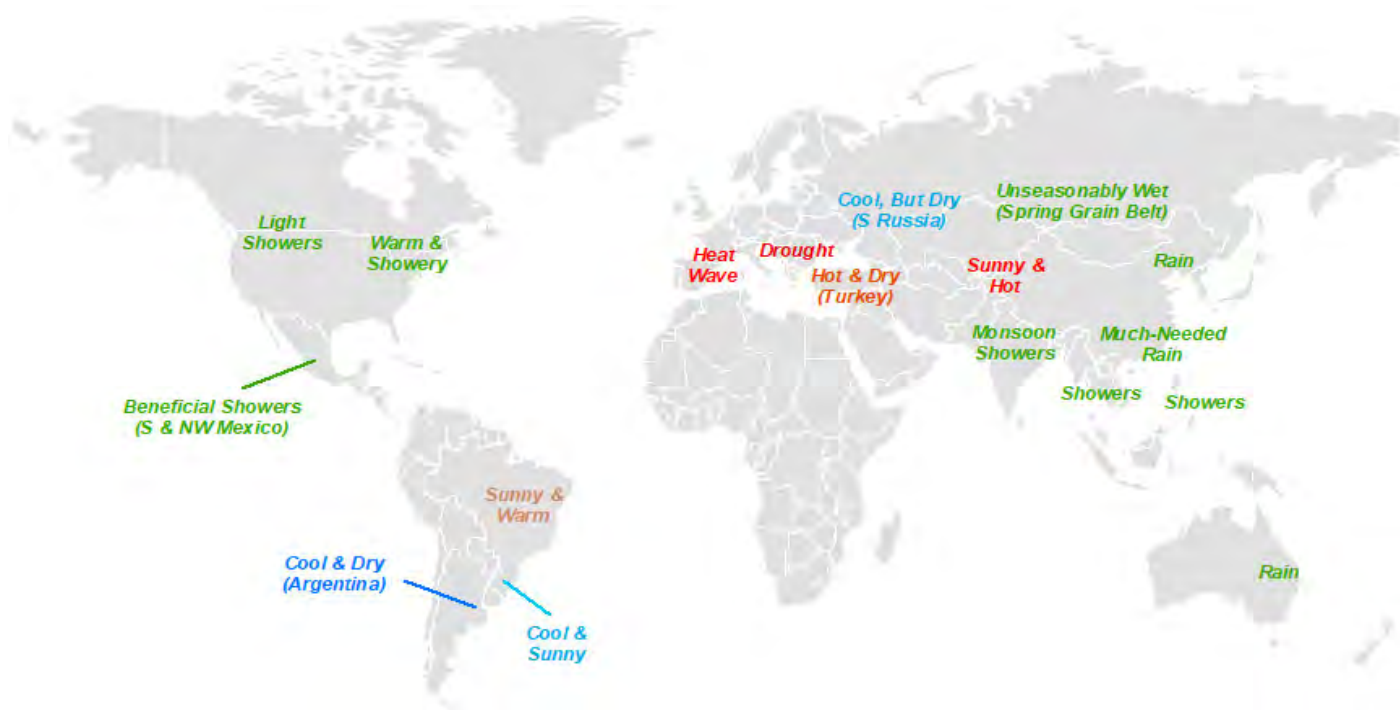 Light
Showers
Warm &
Showery
Beneficial Showers
(S & NW Mexico)
Sunny &
Warm
Cool & Dry
(Argentina)
Cool &
Sunny
Heat
Wave
Drought
Hot & Dry
(Turkey)
Cool, But Dry
(S Russia)
Unseasonably Wet
(Spring Grain Belt)
Sunny &
Hot
Rain
Monsoon
Showers
Much-Needed
Rain
Showers
Showers
Rain